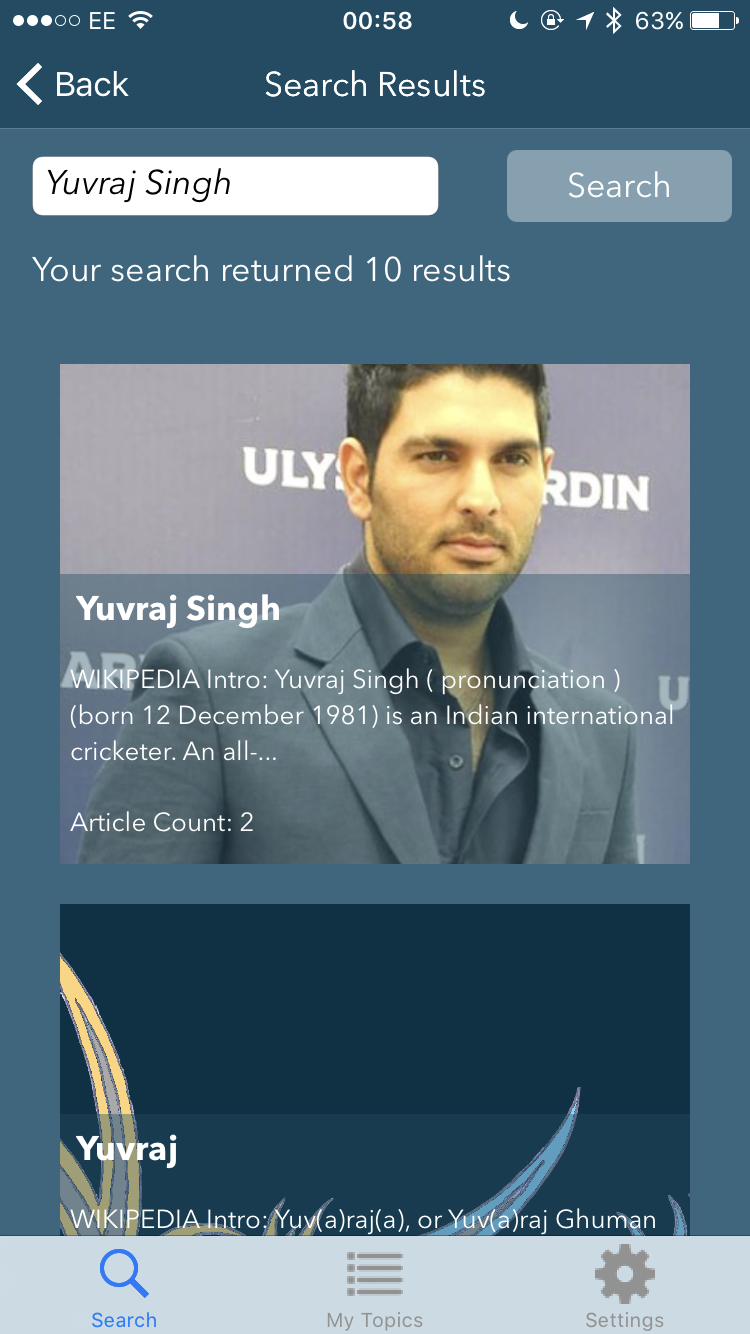 EE 00:58 63%
Back Search Results
Yuvraj Singh Search
Your search returned 10 results
ULY RDIN
Yuvraj Singh
ARD U
WIKIPEDIA Intro: Yuvraj Singh ( pronunciation )
(born 12 December 1981) is an Indian international
cricketer. An all-...
Article Count: 2
Yuvraj
WIKIPEDIA Intro: Yuv(a)raj(a), or Yuv(a)raj Ghuman
Search My Topics Settings